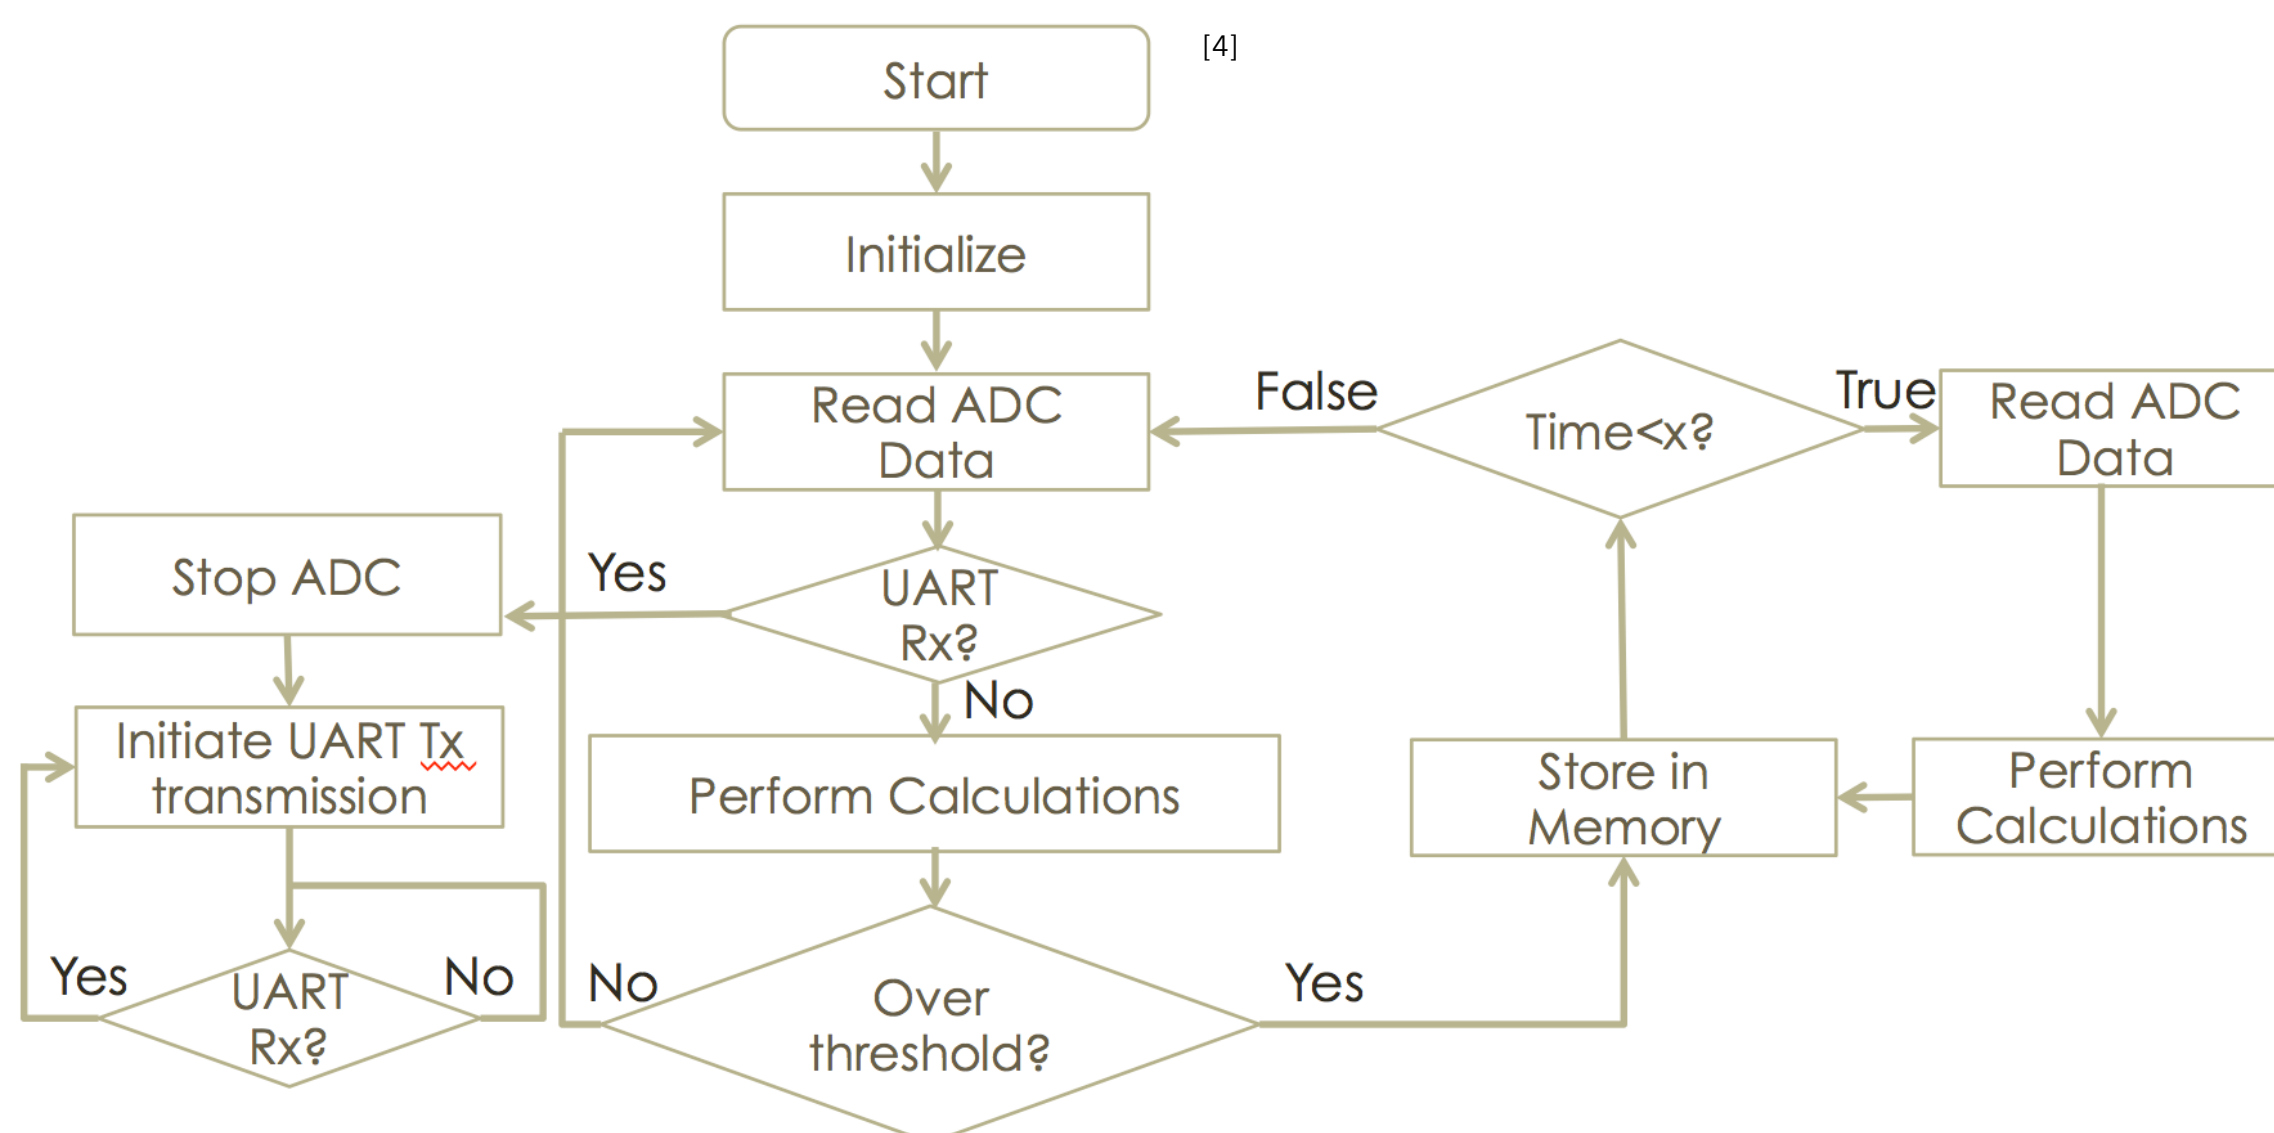 Start
[4]
Initialize
Read ADC
Data
False
Time<x?
True
Read ADC
Data
Stop ADC
Yes
UART
Rx?
No
Initiate UART Tx
transmission
Perform Calculations
Store in
Memory
Perform
Calculations
Yes
UART
Rx?
No
No
Over
threshold?
Yes